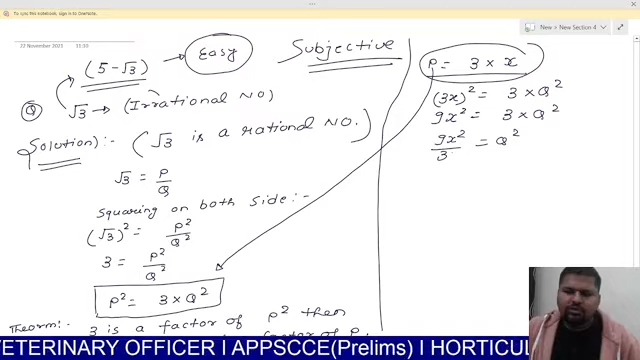 To sync this notebook, sign in to OneNote.
New > New Section 4
22 November 2021
Subjective
(5-√3) → Easy
Q √3 → (Irrational NO)
Solution):- (√3 is a rational NO.)
√3 = P/Q
Squaring on both side:-
(√3)² = P²/Q²
3 = P²/Q²
P² = 3 × Q²
Theorm:- 3 is a factor of P² then
factor of P.
P = 3 × x
(3x)² = 3 × Q²
9x² = 3 × Q²
9x²/3 = Q²
VETERINARY OFFICER I APPSCCE(Prelims) I HORTICUL